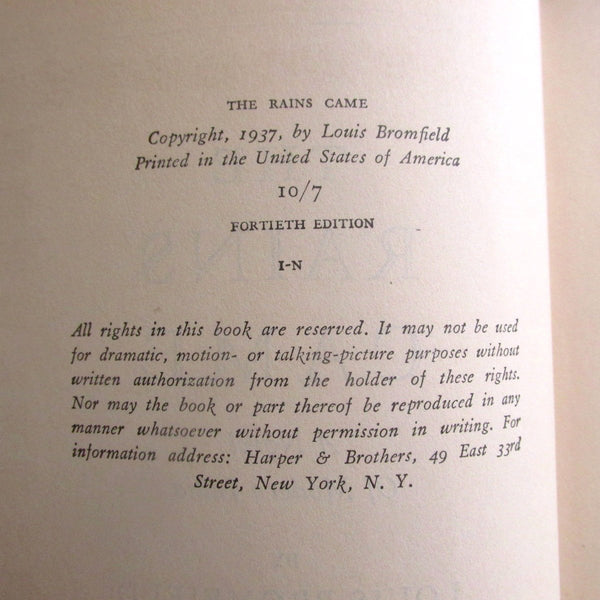 THE RAINS CAME
Copyright, 1937, by Louis Bromfield
Printed in the United States of America
10/7
FORTIETH EDITION
I-N
All rights in this book are reserved. It may not be used
for dramatic, motion- or talking-picture purposes without
written authorization from the holder of these rights.
Nor may the book or part thereof be reproduced in any
manner whatsoever without permission in writing. For
information address: Harper & Brothers, 49 East 33rd
Street, New York, N. Y.